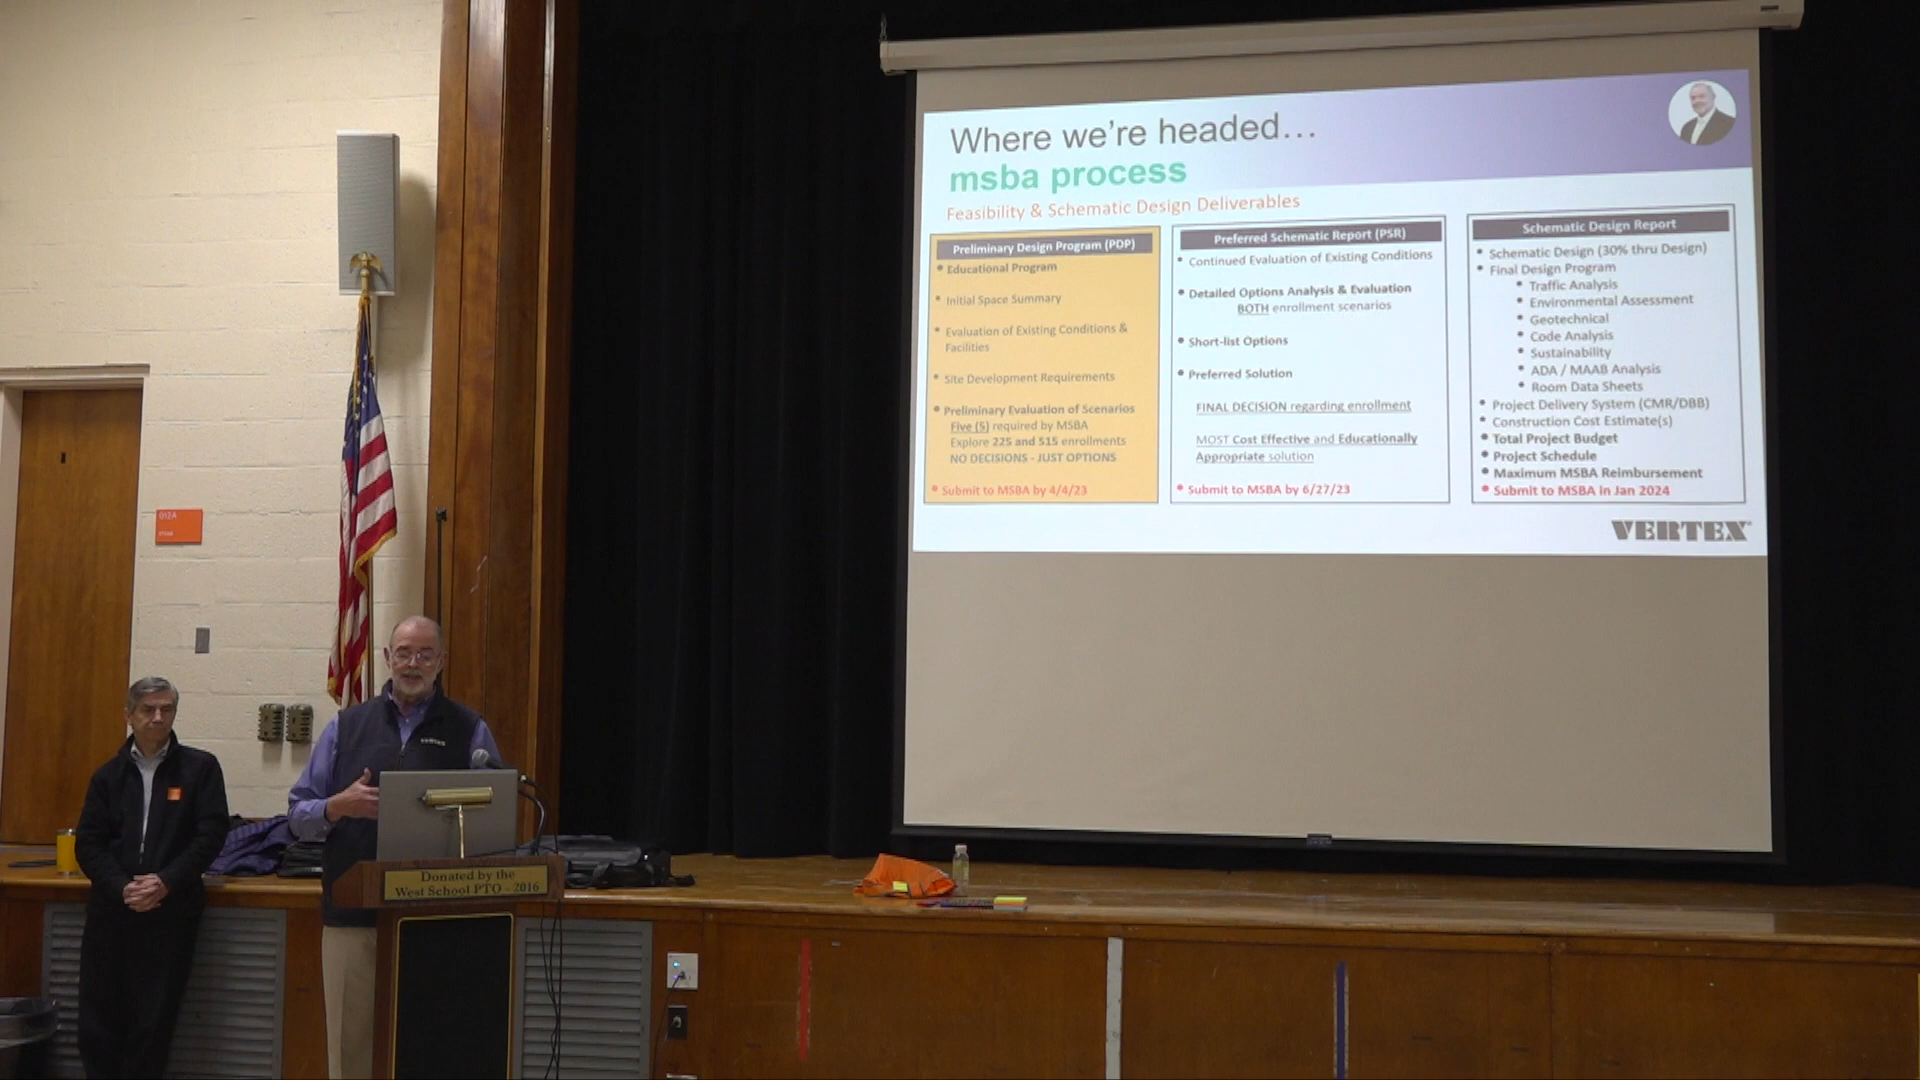 Where we're headed...
msba process
Feasibility & Schematic Design Deliverables
Preliminary Design Program (PDP)
• Educational Program
• Initial Space Summary
• Evaluation of Existing Conditions &
Facilities
• Site Development Requirements
• Preliminary Evaluation of Scenarios
Five (5) required by MSBA
Explore 225 and 515 enrollments
NO DECISIONS - JUST OPTIONS
• Submit to MSBA by 4/4/23
Preferred Schematic Report (PSR)
• Continued Evaluation of Existing Conditions
• Detailed Options Analysis & Evaluation
BOTH enrollment scenarios
• Short-list Options
• Preferred Solution
FINAL DECISION regarding enrollment
MOST Cost Effective and Educationally
Appropriate solution
• Submit to MSBA by 6/27/23
Schematic Design Report
• Schematic Design (30% thru Design)
• Final Design Program
• Traffic Analysis
• Environmental Assessment
• Geotechnical
• Code Analysis
• Sustainability
• ADA / MAAB Analysis
• Room Data Sheets
• Project Delivery System (CMR/DBB)
• Construction Cost Estimate(s)
• Total Project Budget
• Project Schedule
• Maximum MSBA Reimbursement
• Submit to MSBA in Jan 2024
VERTEX
012A
STAGE
VERTEX
Donated by the
West School PTO - 2016